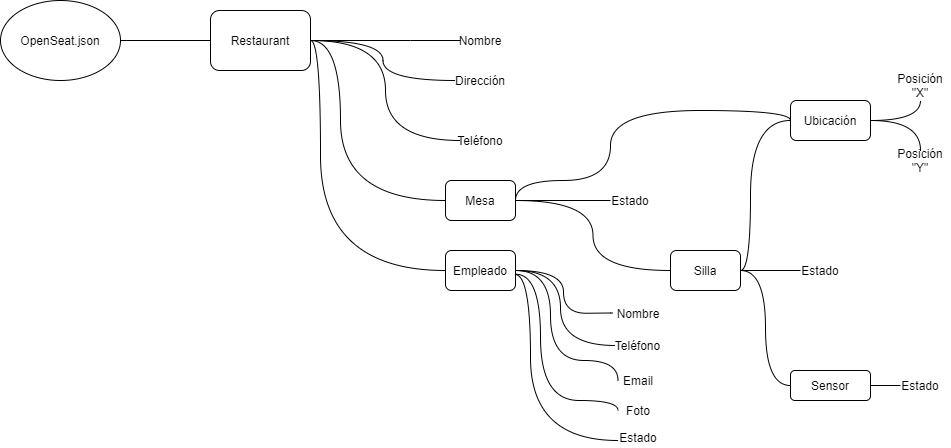 OpenSeat.json
Restaurant
Nombre
Dirección
Teléfono
Mesa
Estado
Ubicación
Posición
"X"
Posición
"Y"
Silla
Estado
Sensor
Estado
Empleado
Nombre
Teléfono
Email
Foto
Estado